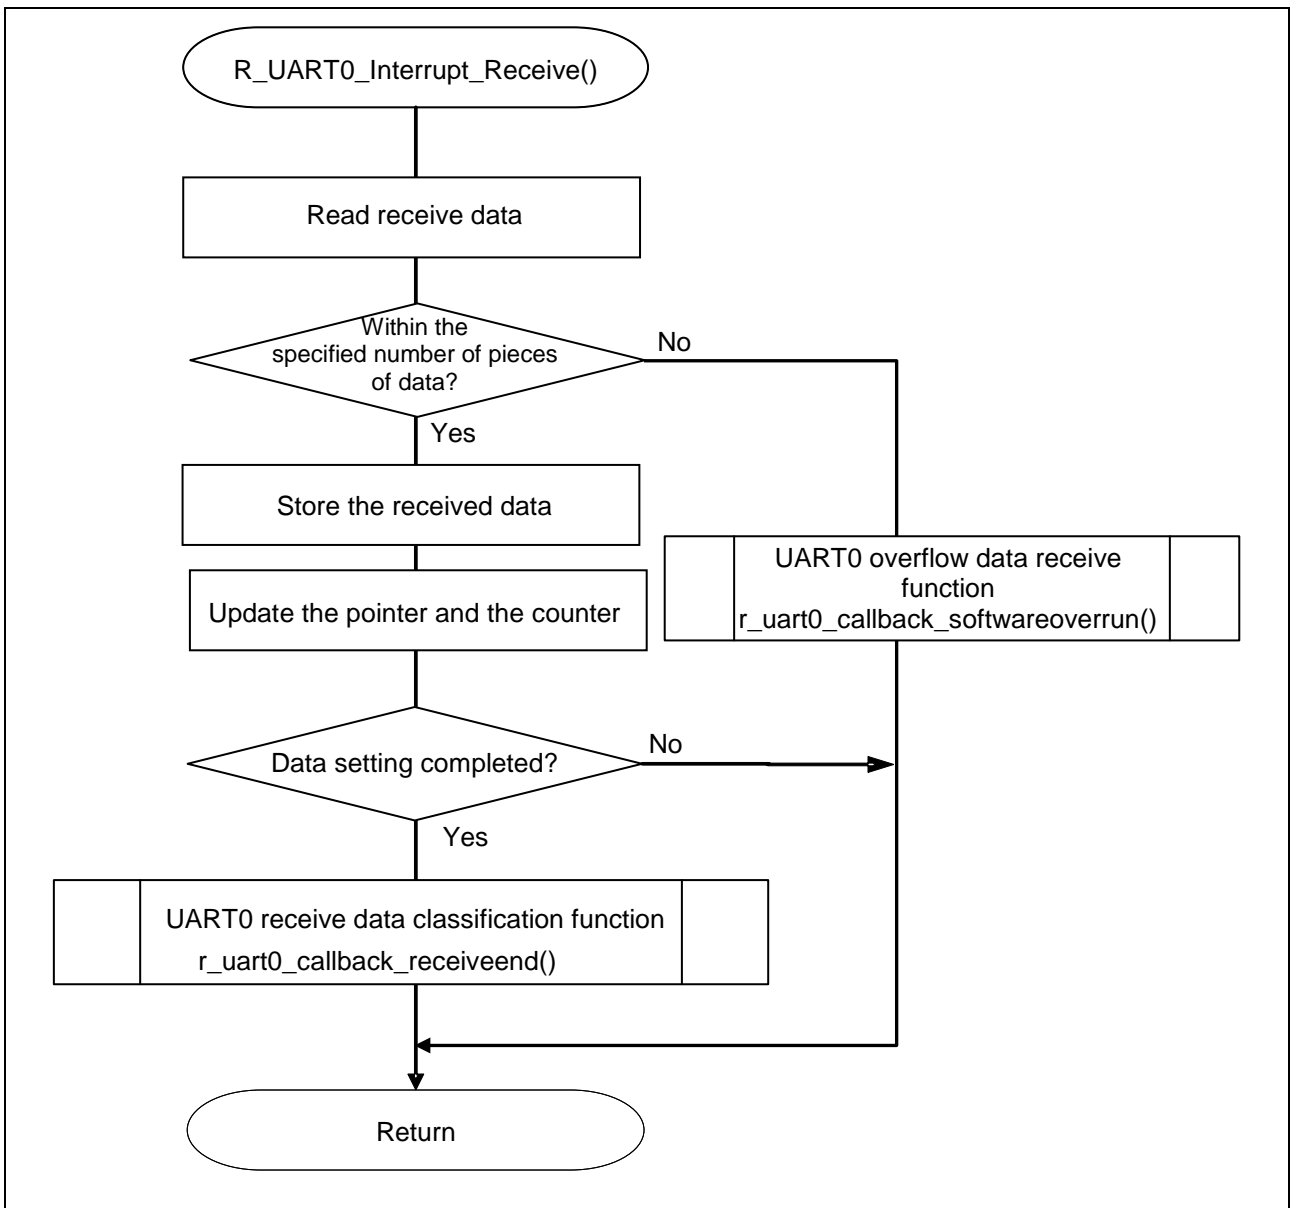 R_UART0_Interrupt_Receive()
Read receive data
Within the
specified number of pieces
of data?
No
Yes
Store the received data
UART0 overflow data receive
function
r_uart0_callback_softwareoverrun()
Update the pointer and the counter
Data setting completed?
No
Yes
UART0 receive data classification function
r_uart0_callback_receiveend()
Return